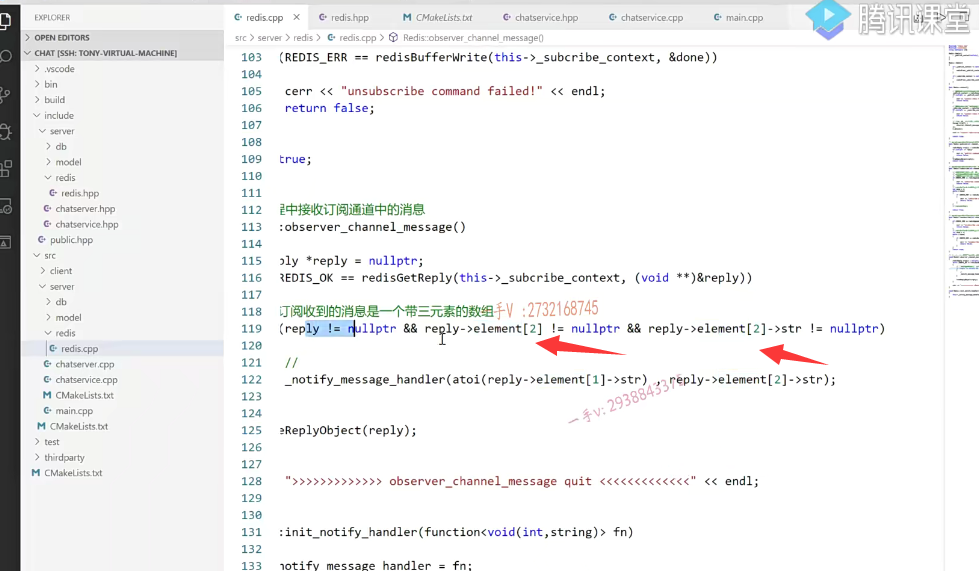 EXPLORER
OPEN EDITORS
CHAT [SSH: TONY-VIRTUAL-MACHINE]
.vscode
bin
build
include
server
db
model
redis
redis.hpp
chatserver.hpp
chatservice.hpp
public.hpp
src
client
server
db
model
redis
redis.cpp
chatserver.cpp
chatservice.cpp
CMakeLists.txt
main.cpp
CMakeLists.txt
test
thirdparty
CMakeLists.txt
redis.cpp × redis.hpp CMakeLists.txt chatservice.hpp chatservice.cpp main.cpp
腾讯课堂
src > server > redis > redis.cpp > Redis::observer_channel_message()
103 (REDIS_ERR == redisBufferWrite(this->_subcribe_context, &done))
104
105 cerr << "unsubscribe command failed!" << endl;
106 return false;
107
108
109 true;
110
111
112 中接收订阅通道中的消息
113 :observer_channel_message()
114
115 ply *reply = nullptr;
116 REDIS_OK == redisGetReply(this->_subcribe_context, (void **)&reply))
117
118 订阅收到的消息是一个带三元素的数组
手V :2732168745
119 (reply != nullptr && reply->element[2] != nullptr && reply->element[2]->str != nullptr)
120
121 //
122 _notify_message_handler(atoi(reply->element[1]->str) , reply->element[2]->str);
一手v: 2938843376
123
124
125 eReplyObject(reply);
126
127
128 ">>>>>>>>>>>>> observer_channel_message quit <<<<<<<<<<<<<" << endl;
129
130
131 :init_notify_handler(function<void(int,string)> fn)
132
133 notify_message_handler = fn;